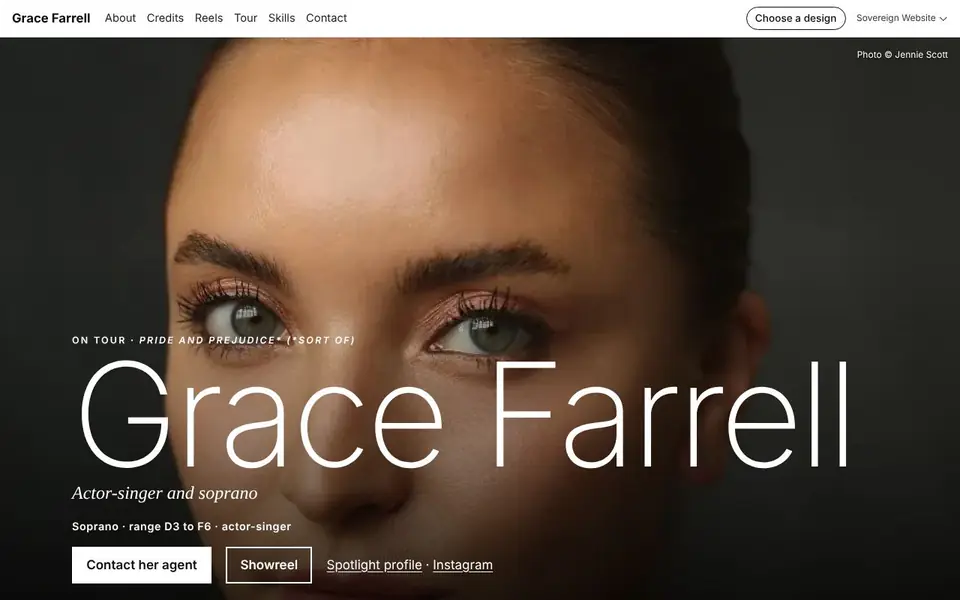 Grace Farrell About Credits Reels Tour Skills Contact Choose a design Sovereign Website
Photo © Jennie Scott
ON TOUR · PRIDE AND PREJUDICE* (*SORT OF)
Grace Farrell
Actor-singer and soprano
Soprano · range D3 to F6 · actor-singer
Contact her agent Showreel Spotlight profile · Instagram